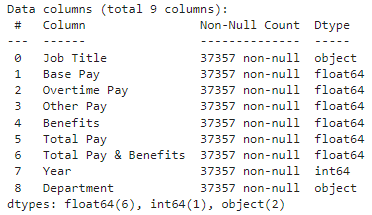 Data columns (total 9 columns):
 #   Column                Non-Null Count  Dtype
---  ------                --------------  -----
 0   Job Title             37357 non-null  object
 1   Base Pay              37357 non-null  float64
 2   Overtime Pay          37357 non-null  float64
 3   Other Pay             37357 non-null  float64
 4   Benefits              37357 non-null  float64
 5   Total Pay             37357 non-null  float64
 6   Total Pay & Benefits  37357 non-null  float64
 7   Year                  37357 non-null  int64
 8   Department            37357 non-null  object
dtypes: float64(6), int64(1), object(2)